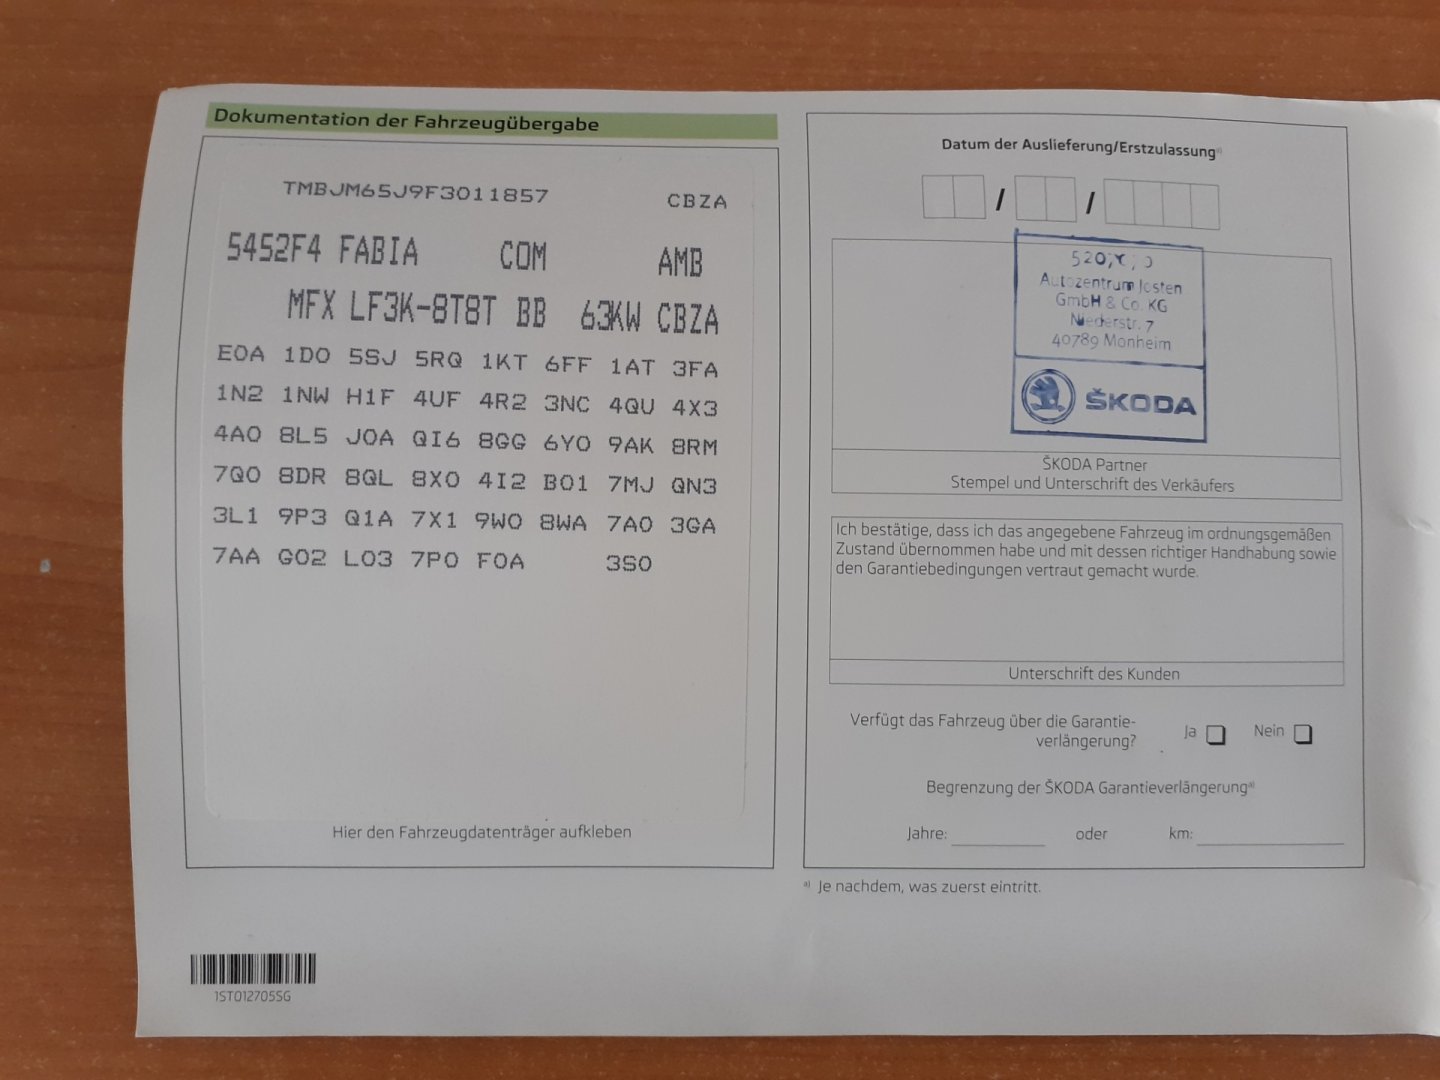 Dokumentation der Fahrzeugübergabe
TMBJM65J9F3011857 CBZA
5452F4 FABIA COM AMB
MFX LF3K-8T8T BB 63KW CBZA
E0A 1D0 5SJ 5RQ 1KT 6FF 1AT 3FA
1N2 1NW H1F 4UF 4R2 3NC 4QU 4X3
4A0 8L5 J0A QI6 8GG 6Y0 9AK 8RM
7Q0 8DR 8QL 8X0 4I2 B01 7MJ QN3
3L1 9P3 Q1A 7X1 9W0 8WA 7A0 3GA
7AA G02 L03 7P0 F0A 3S0
Hier den Fahrzeugdatenträger aufkleben
1ST012705SG
Datum der Auslieferung/Erstzulassung a)
/ /
Autozentrum Josten
GmbH & Co. KG
Niederstr. 7
40789 Monheim
ŠKODA
ŠKODA Partner
Stempel und Unterschrift des Verkäufers
Ich bestätige, dass ich das angegebene Fahrzeug im ordnungsgemäßen
Zustand übernommen habe und mit dessen richtiger Handhabung sowie
den Garantiebedingungen vertraut gemacht wurde.
Unterschrift des Kunden
Verfügt das Fahrzeug über die Garantie-
verlängerung? Ja Nein
Begrenzung der ŠKODA Garantieverlängerung a)
Jahre: oder km:
a) Je nachdem, was zuerst eintritt.